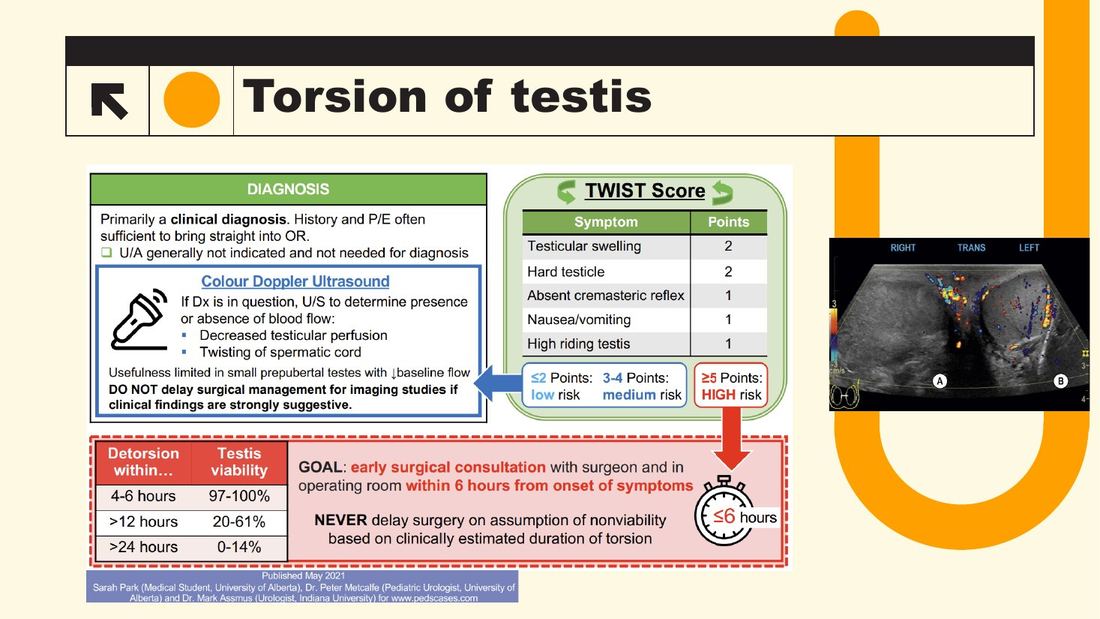 Torsion of testis
DIAGNOSIS
Primarily a clinical diagnosis. History and P/E often
sufficient to bring straight into OR.
❑ U/A generally not indicated and not needed for diagnosis
Colour Doppler Ultrasound
If Dx is in question, U/S to determine presence
or absence of blood flow:
▪ Decreased testicular perfusion
▪ Twisting of spermatic cord
Usefulness limited in small prepubertal testes with ↓baseline flow
DO NOT delay surgical management for imaging studies if
clinical findings are strongly suggestive.
TWIST Score
Symptom Points
Testicular swelling 2
Hard testicle 2
Absent cremasteric reflex 1
Nausea/vomiting 1
High riding testis 1
≤2 Points:
low risk
3-4 Points:
medium risk
≥5 Points:
HIGH risk
Detorsion
within...
Testis
viability
4-6 hours 97-100%
>12 hours 20-61%
>24 hours 0-14%
GOAL: early surgical consultation with surgeon and in
operating room within 6 hours from onset of symptoms
NEVER delay surgery on assumption of nonviability
based on clinically estimated duration of torsion
≤6 hours
Published May 2021
Sarah Park (Medical Student, University of Alberta), Dr. Peter Metcalfe (Pediatric Urologist, University of
Alberta) and Dr. Mark Assmus (Urologist, Indiana University) for www.pedscases.com
RIGHT TRANS LEFT
3
cm/s
A B
4-